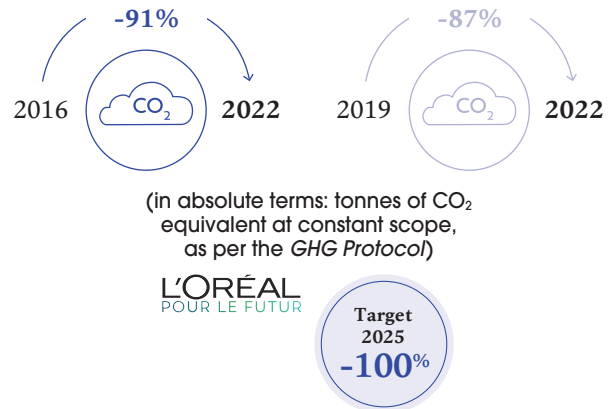 -91%
-87%
CO₂
CO₂
2016
2022
2019
2022
(in absolute terms: tonnes of CO₂
equivalent at constant scope,
as per the GHG Protocol)
L'ORÉAL
POUR LE FUTUR
Target
2025
-100%